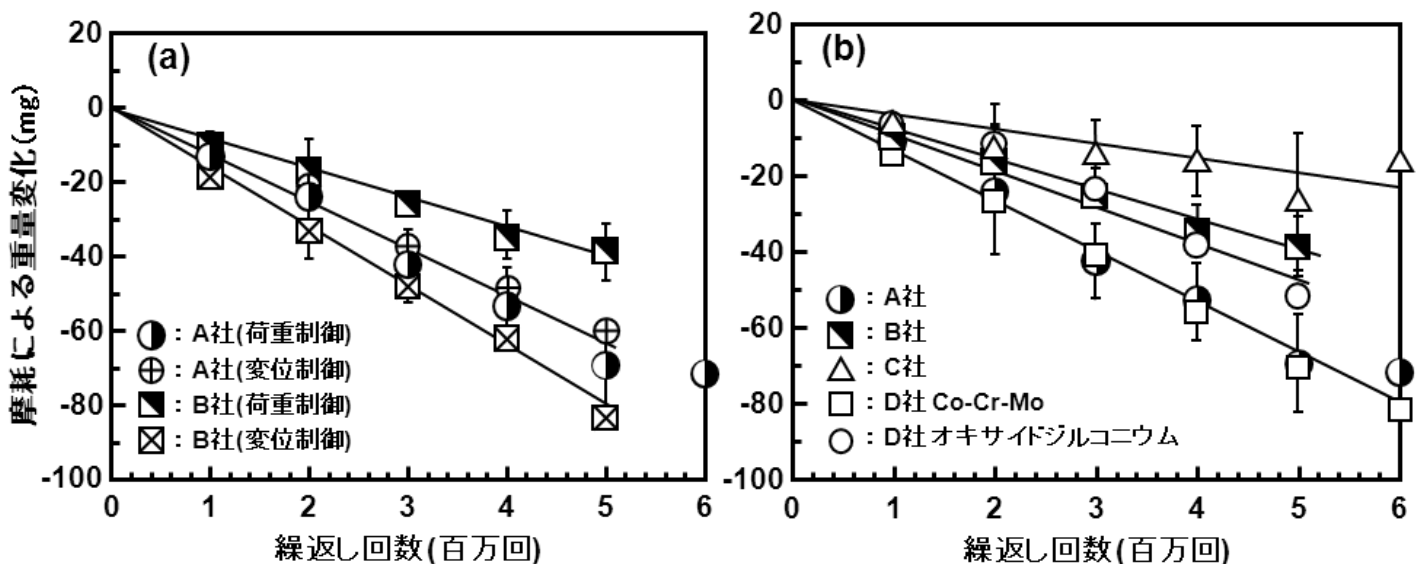 摩耗による重量変化(mg)
20
0
-20
-40
-60
-80
-100
(a)
: A社(荷重制御)
: A社(変位制御)
: B社(荷重制御)
: B社(変位制御)
0 1 2 3 4 5 6
繰返し回数(百万回)
20
0
-20
-40
-60
-80
-100
(b)
: A社
: B社
: C社
: D社 Co-Cr-Mo
: D社 オキサイドジルコニウム
0 1 2 3 4 5 6
繰返し回数(百万回)